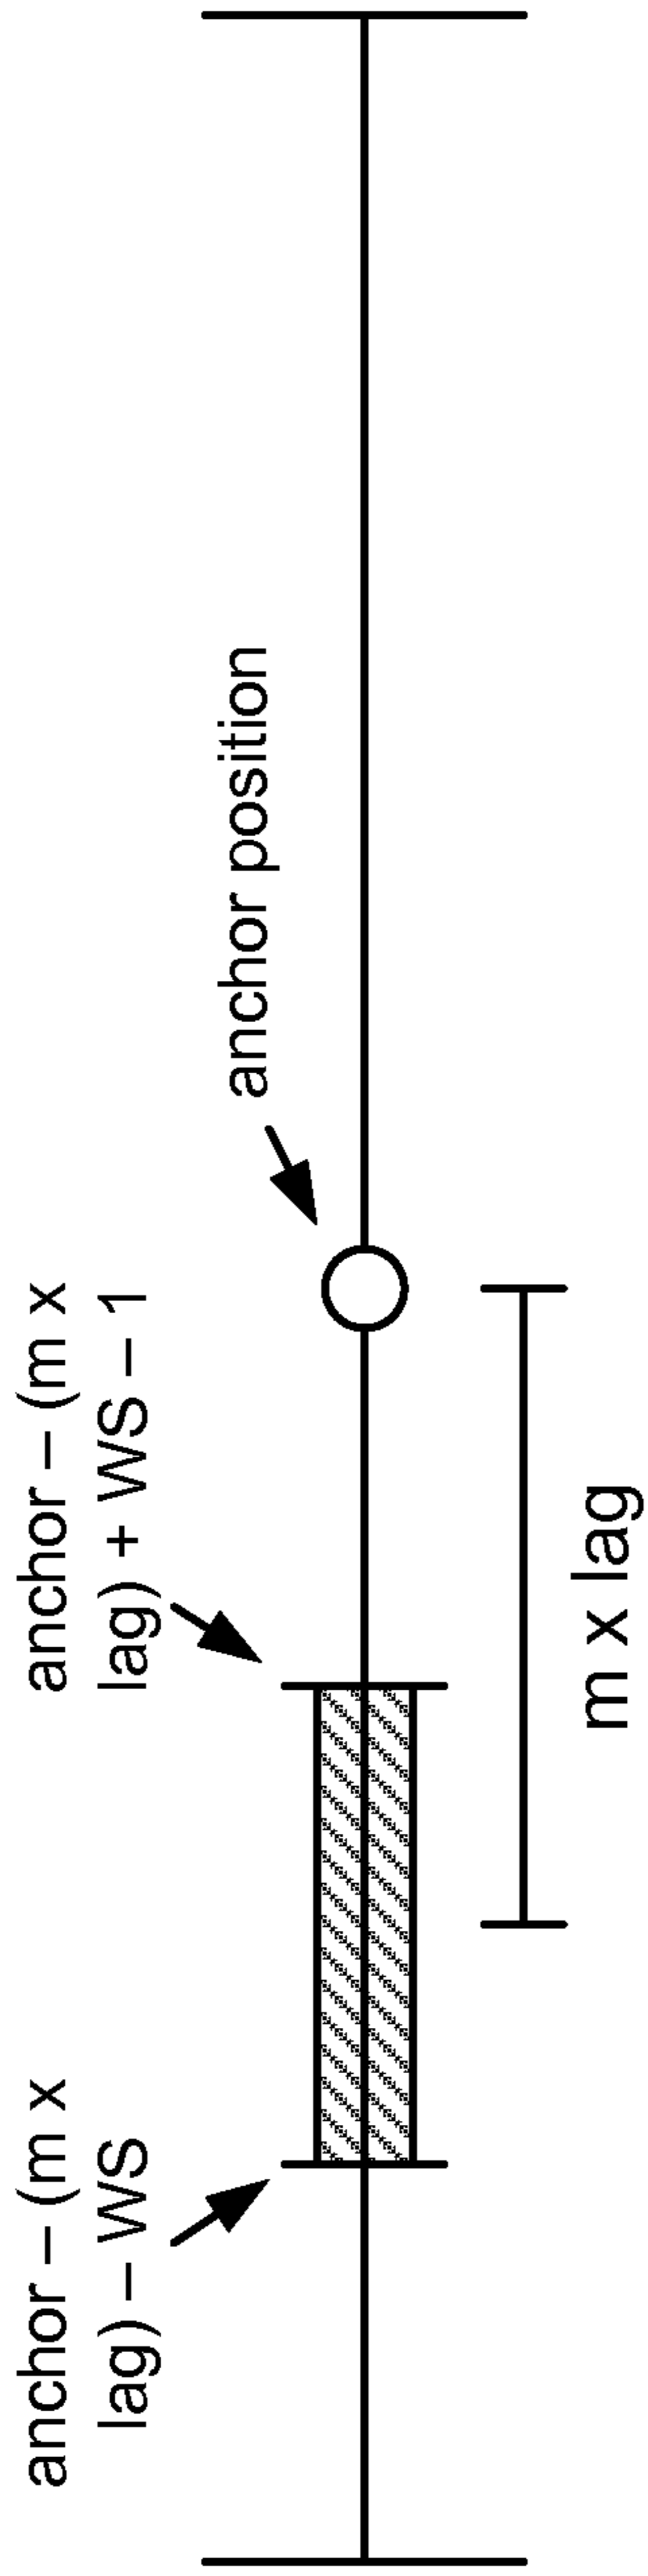 anchor – (m x
lag) – WS
anchor – (m x
lag) + WS – 1
anchor position
m x lag